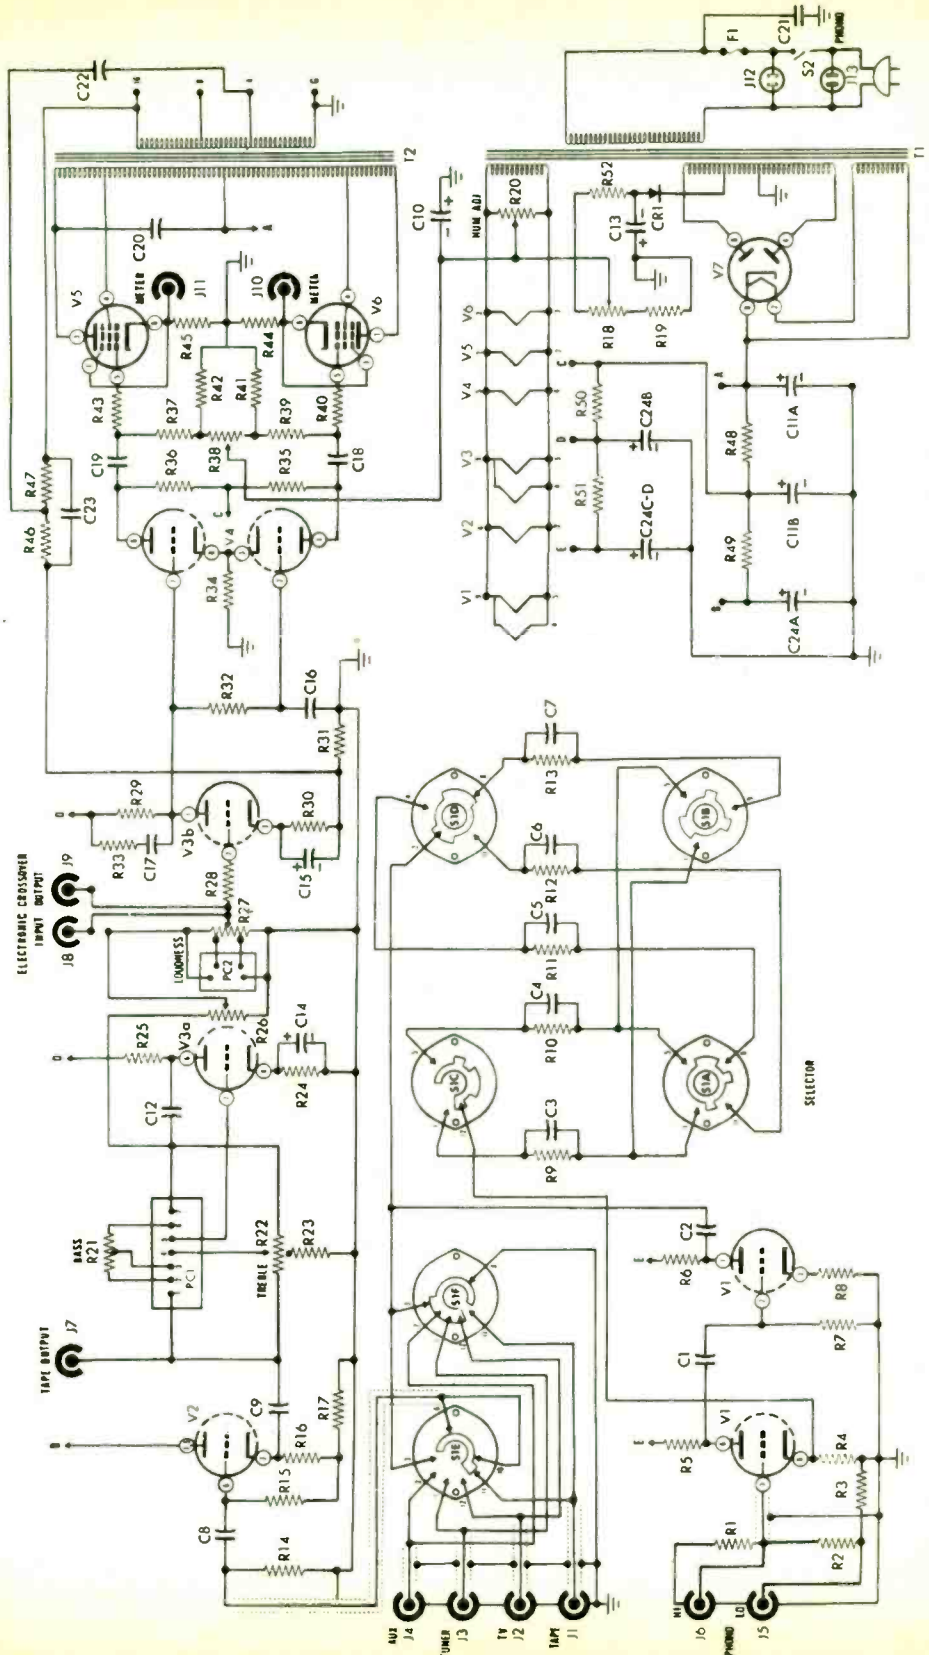 C22
16
8
4
G
T2
C20
A
V5
METER
J11
J10
METER
V6
R45
R44
R43
R42
R41
R40
R37
R38
R39
C19
C18
R36
R35
C
V4
R34
R47
R46
C23
C10
HUM ADJ
R20
V6
V5
V4
V3
V2
V1
R52
C13
CR1
R18
R19
V7
T1
F1
C21
J12
S2
PHONO
J13
C
D
E
R50
R51
C24B
C24C-D
A
B
R48
R49
C11A
C11B
C24A
R32
C16
R31
D
R29
R33
C17
V3b
R30
C15
R28
ELECTRONIC CROSSOVER
INPUT OUTPUT
J8
J9
R27
LOUDNESS
PC2
D
R25
V3a
R26
C14
R24
C12
BASS
R21
PC1
R22
TREBLE
R23
TAPE OUTPUT
J7
B
V2
C9
R17
R16
R15
C8
R14
S1D
S1B
S1C
S1A
R13
C7
R12
C6
R11
C5
R10
C4
R9
C3
SELECTOR
S1F
S1E
AUX
J4
TUNER
J3
TV
J2
TAPE
J1
C2
E
R6
V1
R8
R7
C1
E
R5
V1
R4
R3
R1
R2
HI
J6
PHONO
LO
J5